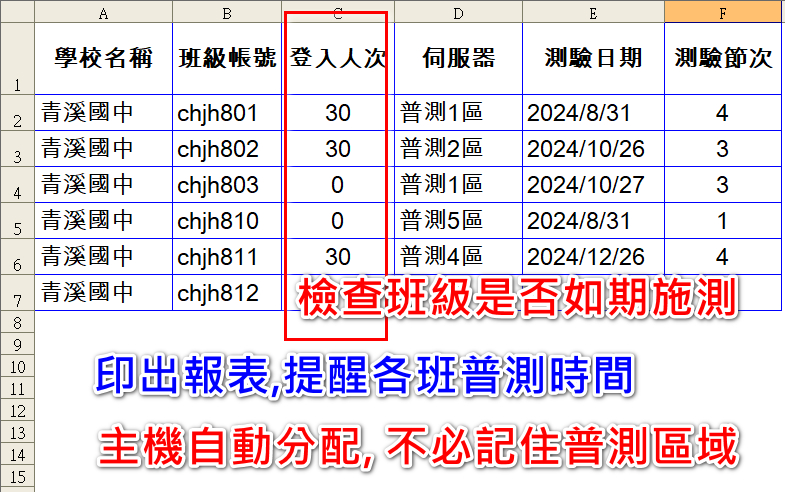 A B C D E F
1 學校名稱 班級帳號 登入人次 伺服器 測驗日期 測驗節次
2 青溪國中 chjh801 30 普測1區 2024/8/31 4
3 青溪國中 chjh802 30 普測2區 2024/10/26 3
4 青溪國中 chjh803 0 普測1區 2024/10/27 3
5 青溪國中 chjh810 0 普測5區 2024/8/31 1
6 青溪國中 chjh811 30 普測4區 2024/12/26 4
7 青溪國中 chjh812
檢查班級是否如期施測
8
9
印出報表,提醒各班普測時間
10
11
12
主機自動分配, 不必記住普測區域
13
14
15